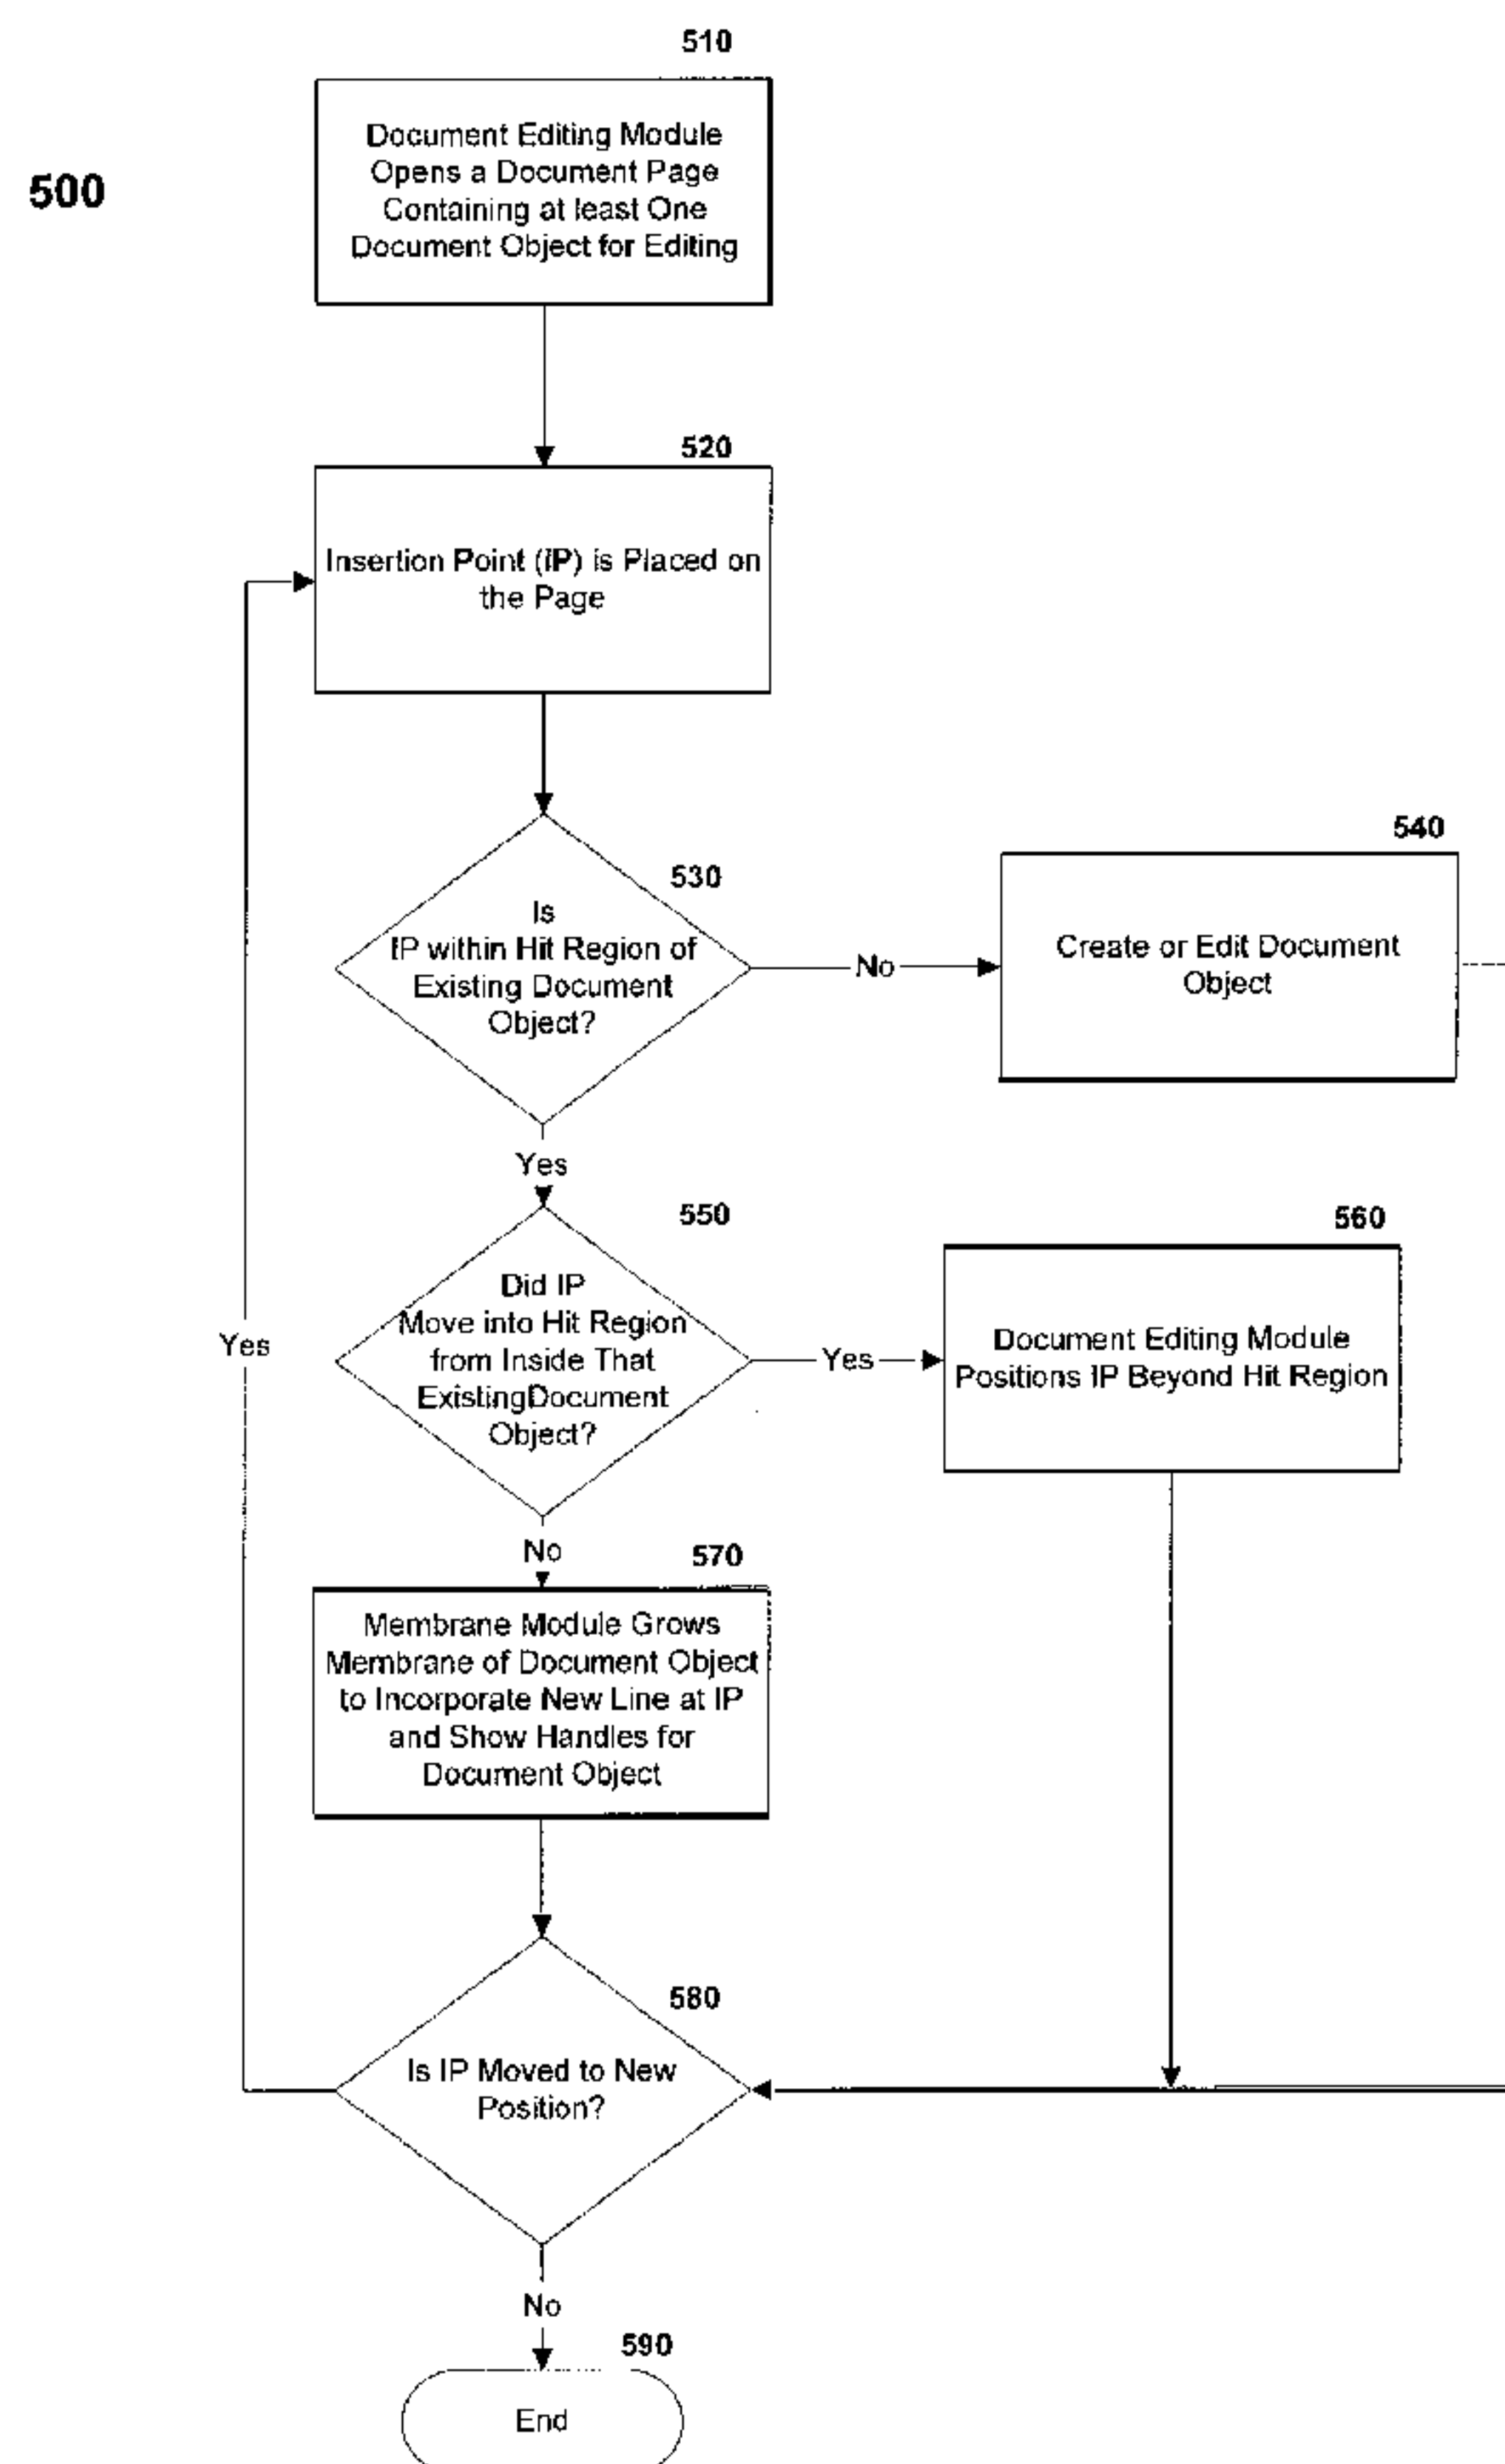 510
500
Document Editing Module
Opens a Document Page
Containing at least One
Document Object for Editing
520
Insertion Point (IP) is Placed on
the Page
530
Is
IP within Hit Region of
Existing Document
Object?
No
540
Create or Edit Document
Object
Yes
550
Did IP
Move into Hit Region
from Inside That
ExistingDocument
Object?
Yes
560
Document Editing Module
Positions IP Beyond Hit Region
Yes
No
570
Membrane Module Grows
Membrane of Document Object
to Incorporate New Line at IP
and Show Handles for
Document Object
580
Is IP Moved to New
Position?
No
590
End